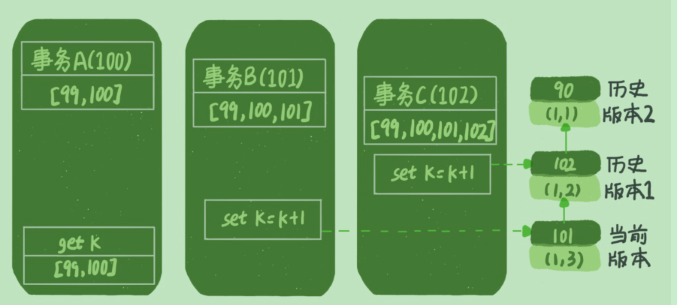 事务A(100)
[99,100]
get k
[99,100]
事务B(101)
[99,100,101]
set k=k+1
事务C(102)
[99,100,101,102]
set k=k+1
90
(1,1)
历史
版本2
102
(1,2)
历史
版本1
101
(1,3)
当前
版本